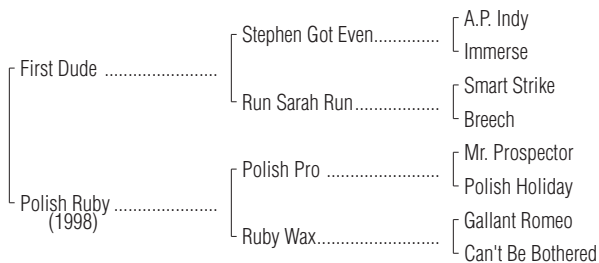 A.P. Indy
Stephen Got Even..............
Immerse
First Dude .......................
Smart Strike
Run Sarah Run..................
Breech
Mr. Prospector
Polish Pro ........................
Polish Holiday
Polish Ruby .....................
(1998)
Gallant Romeo
Ruby Wax..........................
Can't Be Bothered